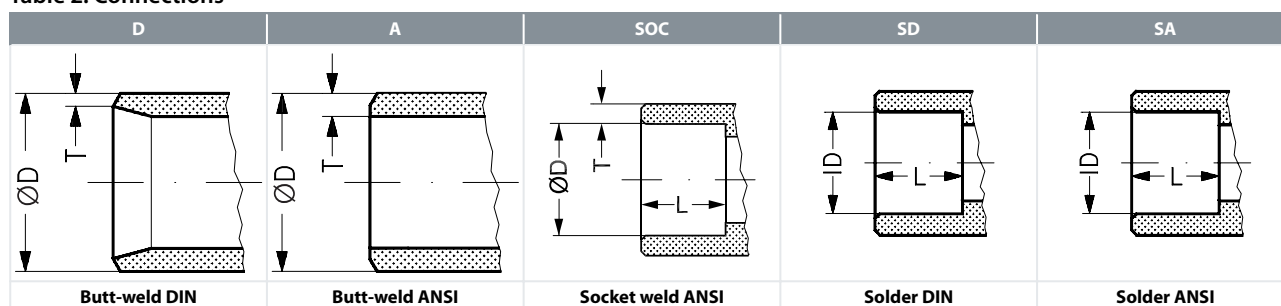 Table 2: Connections
D A SOC SD SA
T ØD
T ØD
T ØD L
ID L
ID L
Butt-weld DIN Butt-weld ANSI Socket weld ANSI Solder DIN Solder ANSI